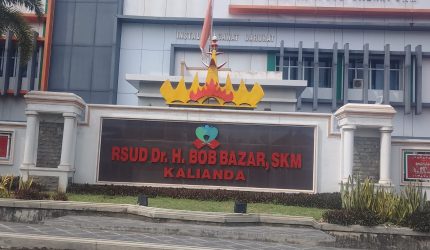 INSTALASI GAWAT DARURAT
RSUD Dr. H. BOB BAZAR, SKM
KALIANDA